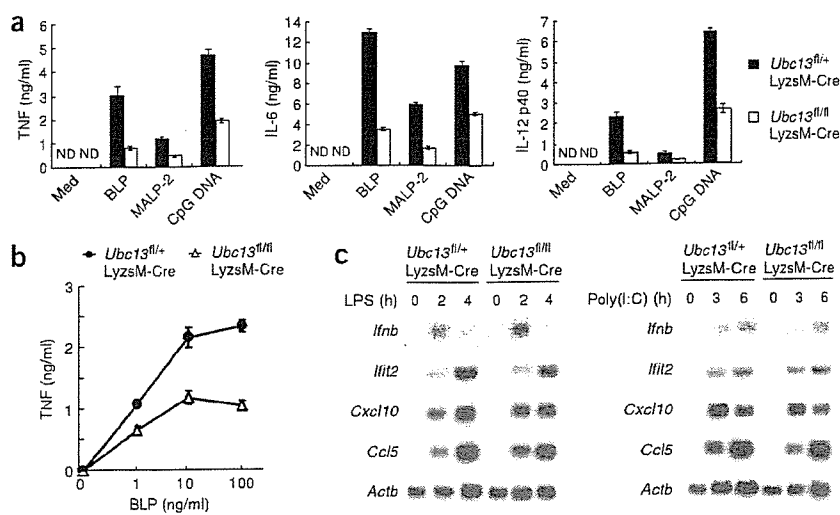 a
TNF (ng/ml)
6
5
4
3
2
1
0
ND ND
Med
BLP
MALP-2
CpG DNA
IL-6 (ng/ml)
14
12
10
8
6
4
2
0
ND ND
Med
BLP
MALP-2
CpG DNA
IL-12 p40 (ng/ml)
7
6
5
4
3
2
1
0
ND ND
Med
BLP
MALP-2
CpG DNA
Ubc13fl/+
LyzsM-Cre
Ubc13fl/fl
LyzsM-Cre
b
Ubc13fl/+
LyzsM-Cre
Ubc13fl/fl
LyzsM-Cre
TNF (ng/ml)
3
2
1
0
0 1 10 100
BLP (ng/ml)
c
Ubc13fl/+
LyzsM-Cre
Ubc13fl/fl
LyzsM-Cre
LPS (h) 0 2 4 0 2 4
Ifnb
Ifit2
Cxcl10
Ccl5
Actb
Ubc13fl/+
LyzsM-Cre
Ubc13fl/fl
LyzsM-Cre
Poly(I:C) (h) 0 3 6 0 3 6
Ifnb
Ifit2
Cxcl10
Ccl5
Actb